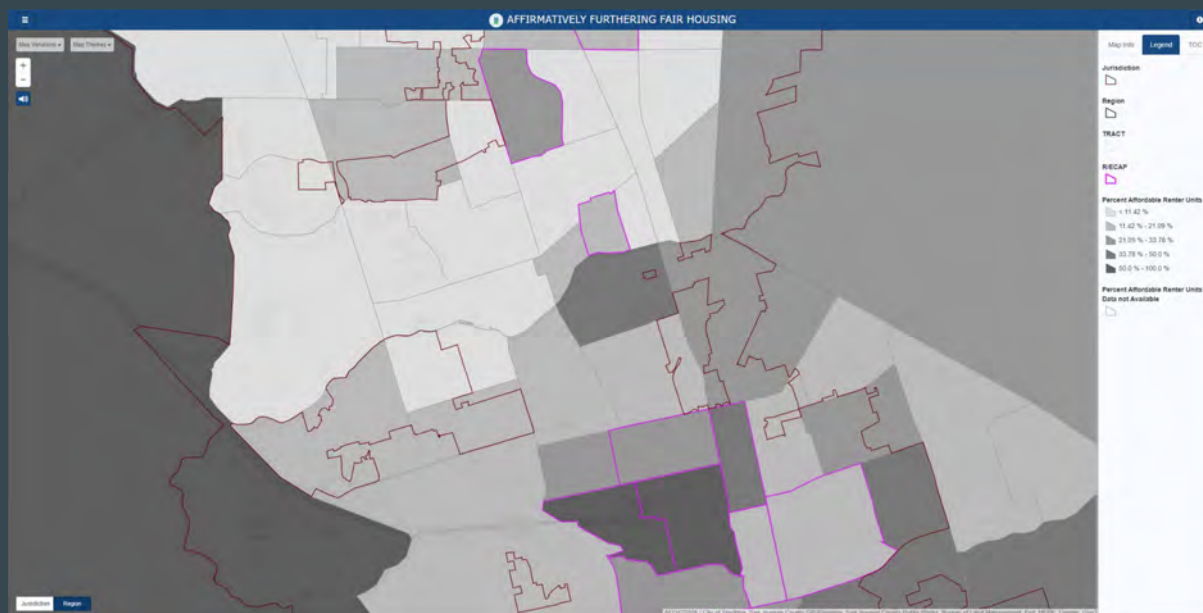 AFFIRMATIVELY FURTHERING FAIR HOUSING
Map Variations
Map Themes
+
−
Map Info
Legend
TOC
Jurisdiction
Region
TRACT
R/ECAP
Percent Affordable Renter Units
< 11.42 %
11.42 % - 21.09 %
21.09 % - 33.78 %
33.78 % - 50.0 %
50.0 % - 100.0 %
Percent Affordable Renter Units
Data not Available
Jurisdiction
Region